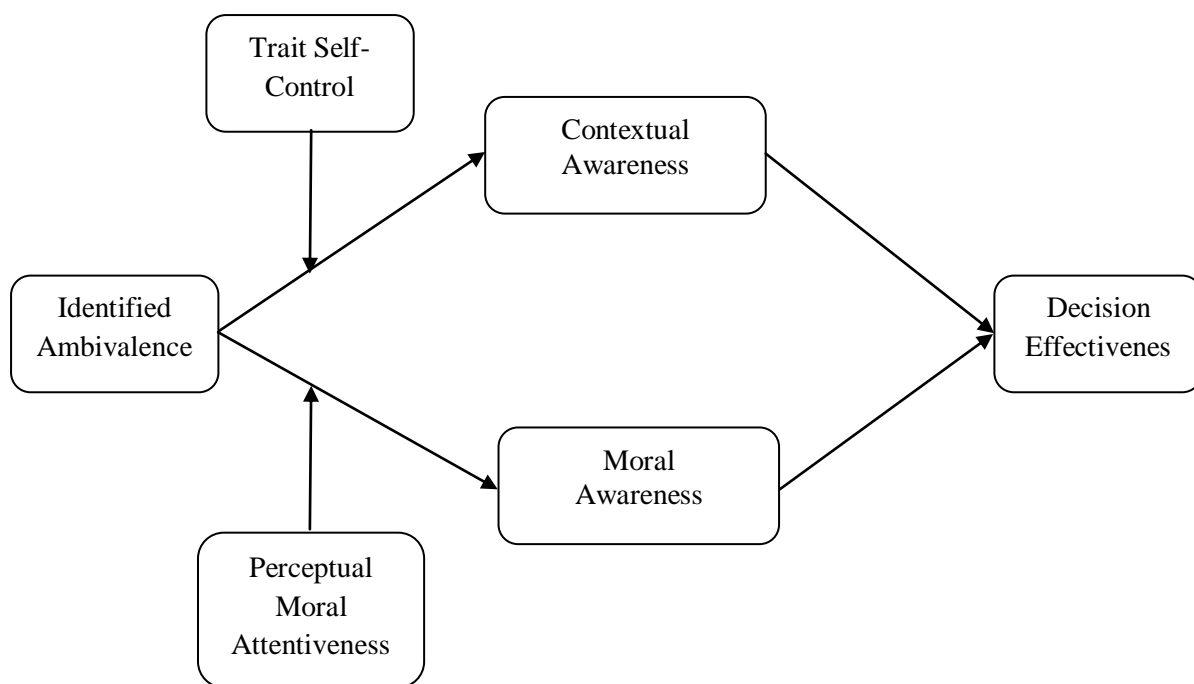 Trait Self-
Control
Contextual
Awareness
Identified
Ambivalence
Decision
Effectivenes
Moral
Awareness
Perceptual
Moral
Attentiveness